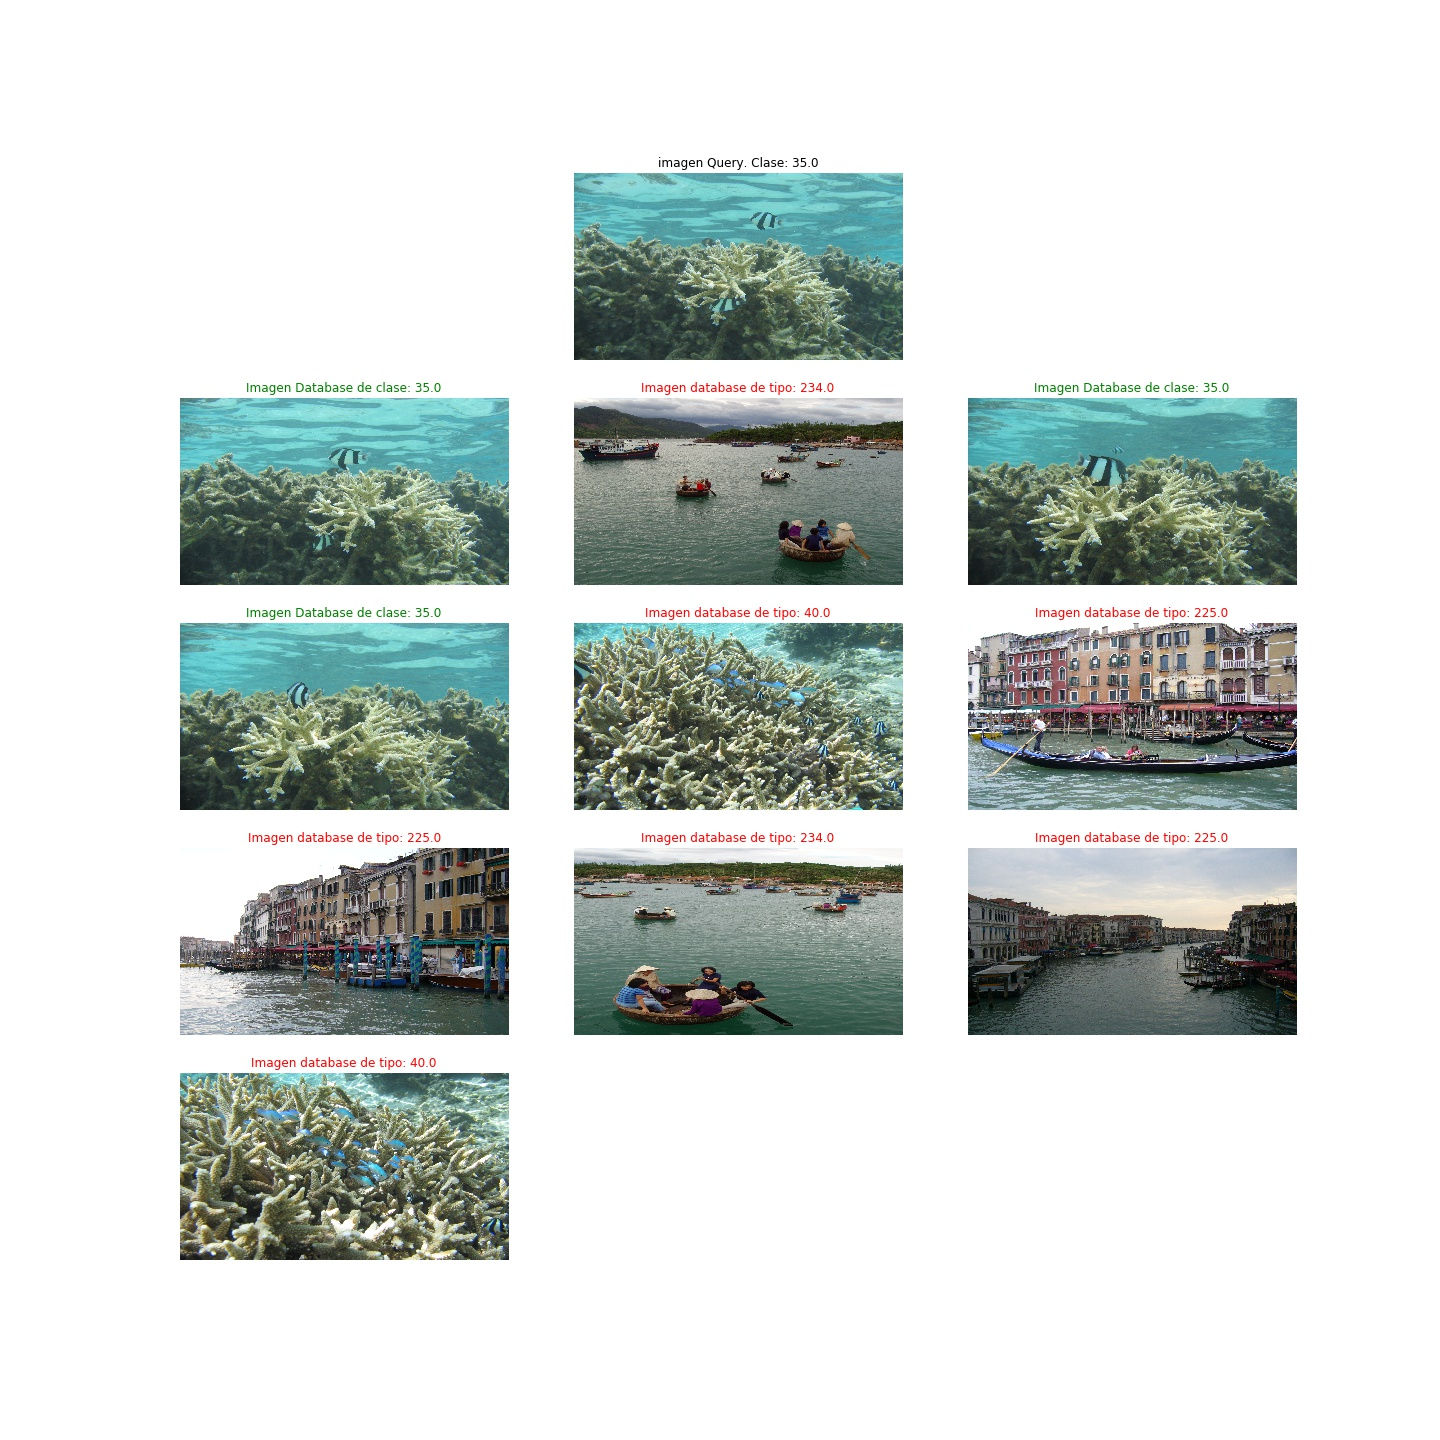 imagen Query. Clase: 35.0
Imagen Database de clase: 35.0
Imagen database de tipo: 234.0
Imagen Database de clase: 35.0
Imagen Database de clase: 35.0
Imagen database de tipo: 40.0
Imagen database de tipo: 225.0
Imagen database de tipo: 225.0
Imagen database de tipo: 234.0
Imagen database de tipo: 225.0
Imagen database de tipo: 40.0